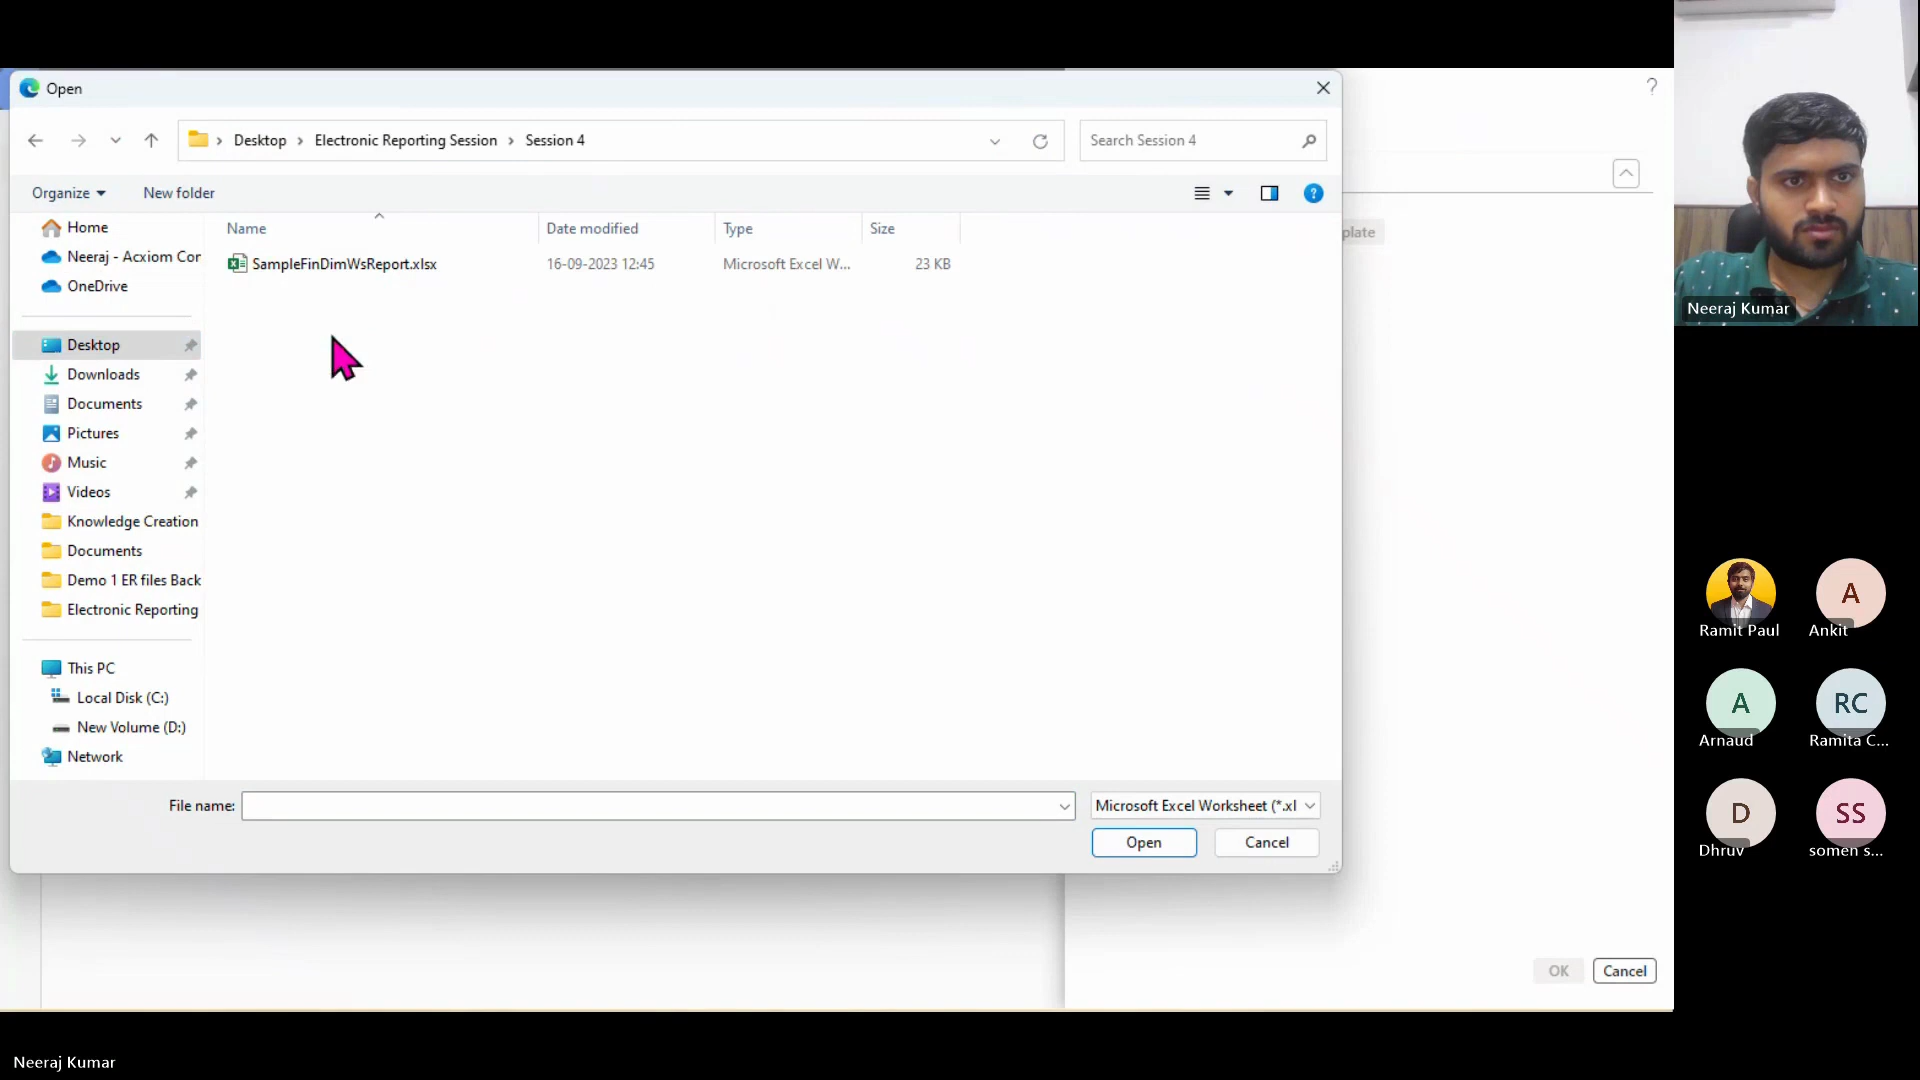 Open
Desktop
Electronic Reporting Session
Session 4
Search Session 4
?
Organize
New folder
?
Name
Date modified
Type
Size
SampleFinDimWsReport.xlsx
16-09-2023 12:45
Microsoft Excel W...
23 KB
plate
Home
Neeraj - Acxiom Cor
OneDrive
Desktop
Downloads
Documents
Pictures
Music
Videos
Knowledge Creation
Documents
Demo 1 ER files Back
Electronic Reporting
This PC
Local Disk (C:)
New Volume (D:)
Network
File name:
Microsoft Excel Worksheet (*.xl
Open
Cancel
OK
Cancel
Neeraj Kumar
Ramit Paul
A
Ankit
A
Arnaud
RC
Ramita C...
D
Dhruv
SS
somen s...
Neeraj Kumar